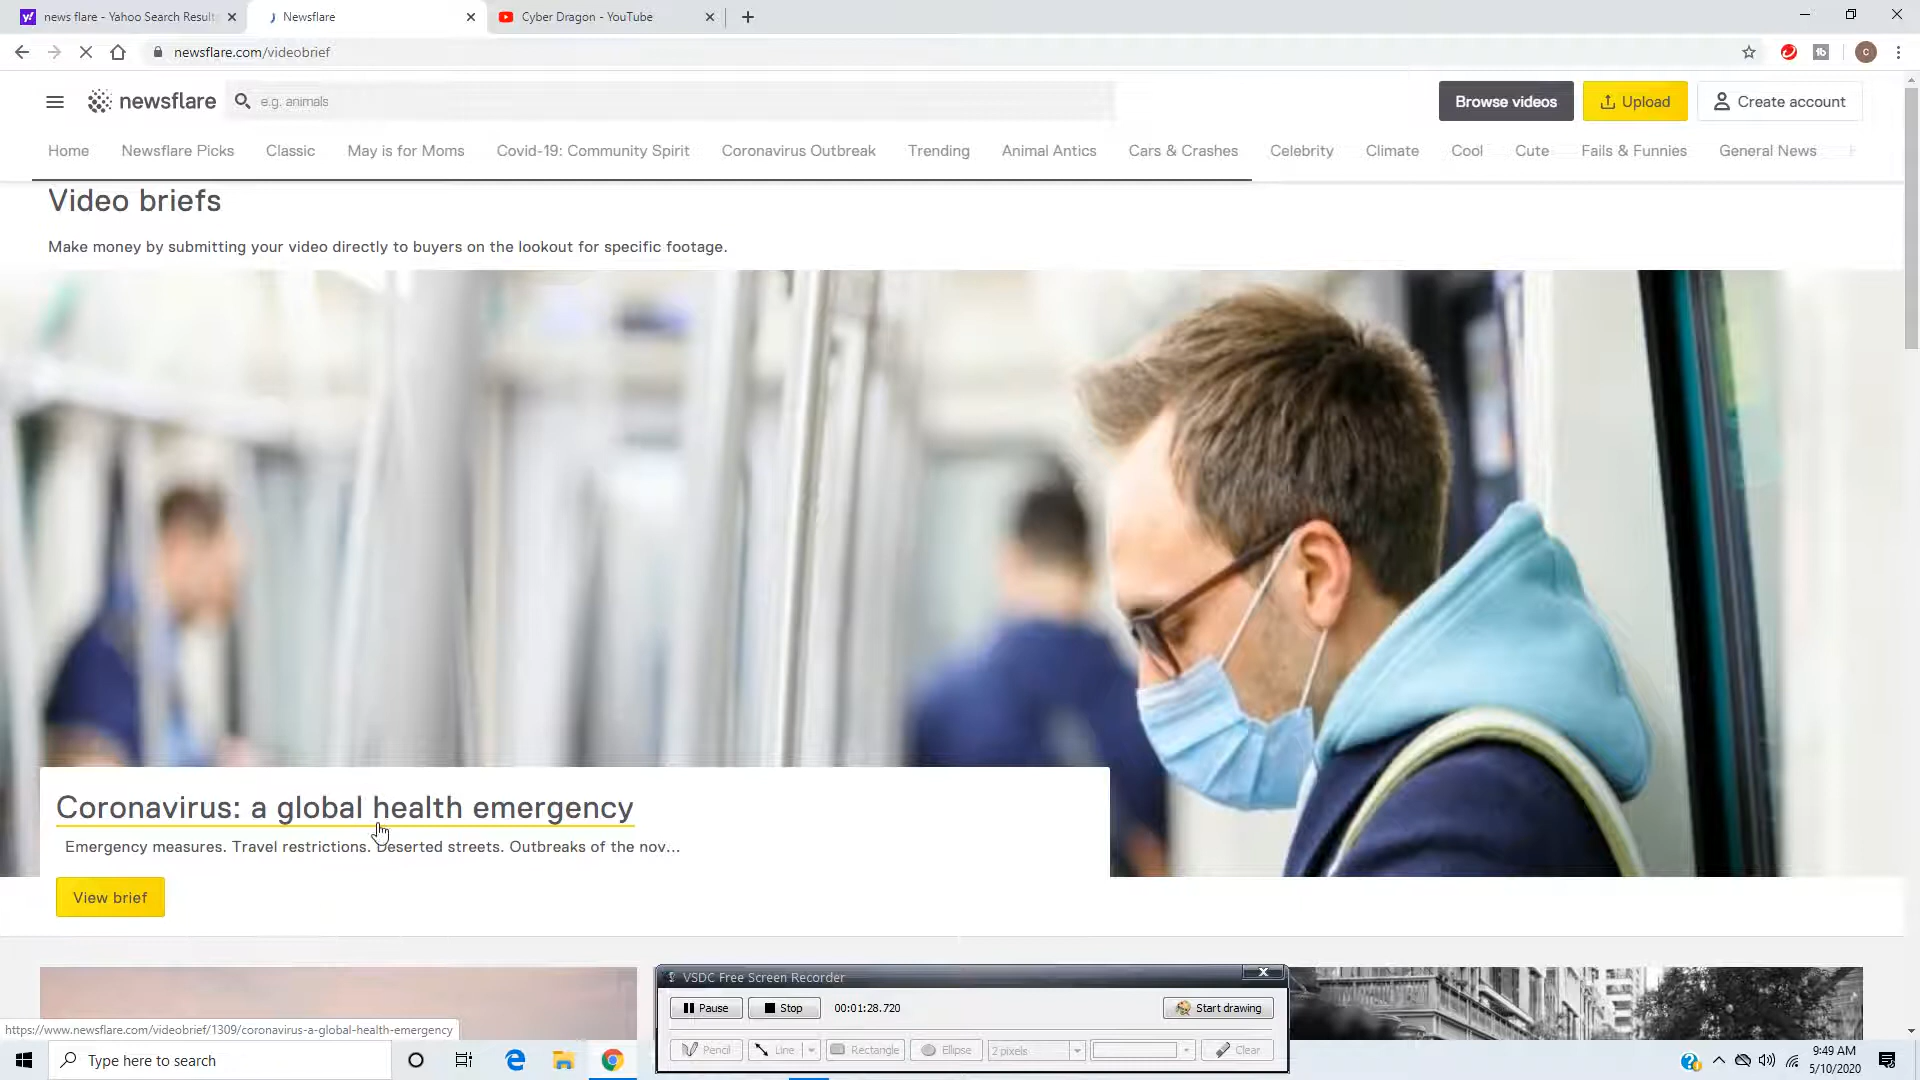 news flare - Yahoo Search Result
Newsflare
Cyber Dragon - YouTube
newsflare.com/videobrief
newsflare
e.g. animals
Browse videos
Upload
Create account
Home
Newsflare Picks
Classic
May is for Moms
Covid-19: Community Spirit
Coronavirus Outbreak
Trending
Animal Antics
Cars & Crashes
Celebrity
Climate
Cool
Cute
Fails & Funnies
General News
Video briefs
Make money by submitting your video directly to buyers on the lookout for specific footage.
Coronavirus: a global health emergency
Emergency measures. Travel restrictions. Deserted streets. Outbreaks of the nov...
View brief
VSDC Free Screen Recorder
Pause
Stop
00:01:28.720
Start drawing
Pencil
Line
Rectangle
Ellipse
2 pixels
Clear
https://www.newsflare.com/videobrief/1309/coronavirus-a-global-health-emergency
Type here to search
9:49 AM
5/10/2020